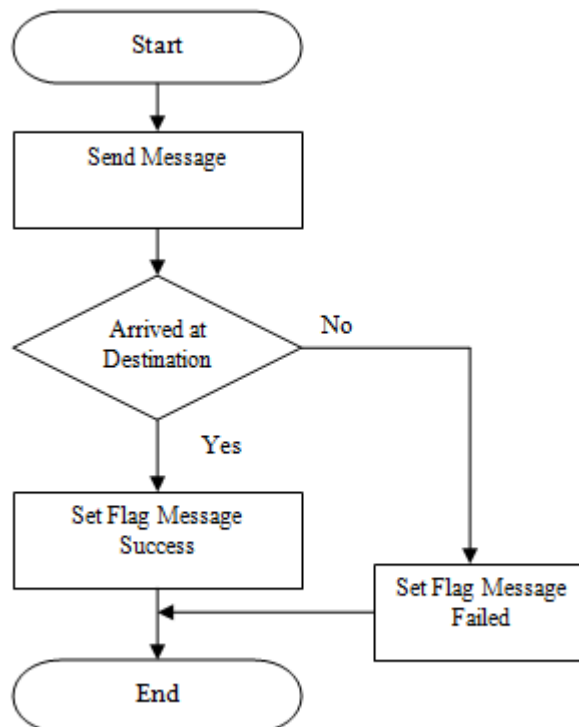 Start
Send Message
Arrived at
Destination
No
Yes
Set Flag Message
Success
Set Flag Message
Failed
End